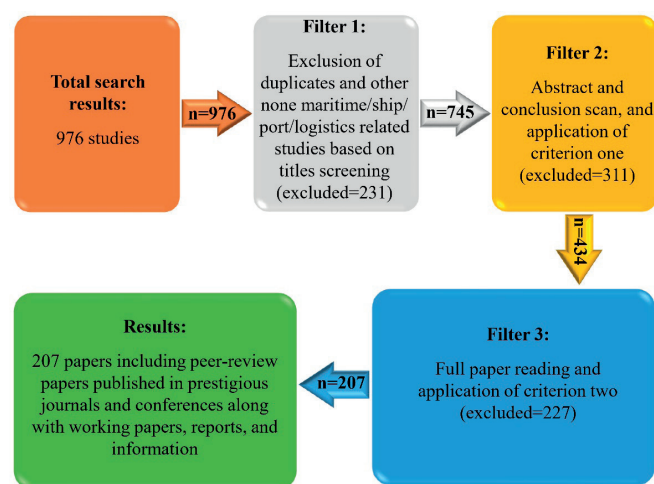 Total search
results:
976 studies
n=976
Filter 1:
Exclusion of
duplicates and other
none maritime/ship/
port/logistics related
studies based on
titles screening
(excluded=231)
n=745
Filter 2:
Abstract and
conclusion scan, and
application of
criterion one
(excluded=311)
n=434
Filter 3:
Full paper reading and
application of criterion two
(excluded=227)
n=207
Results:
207 papers including peer-review
papers published in prestigious
journals and conferences along
with working papers, reports, and
information